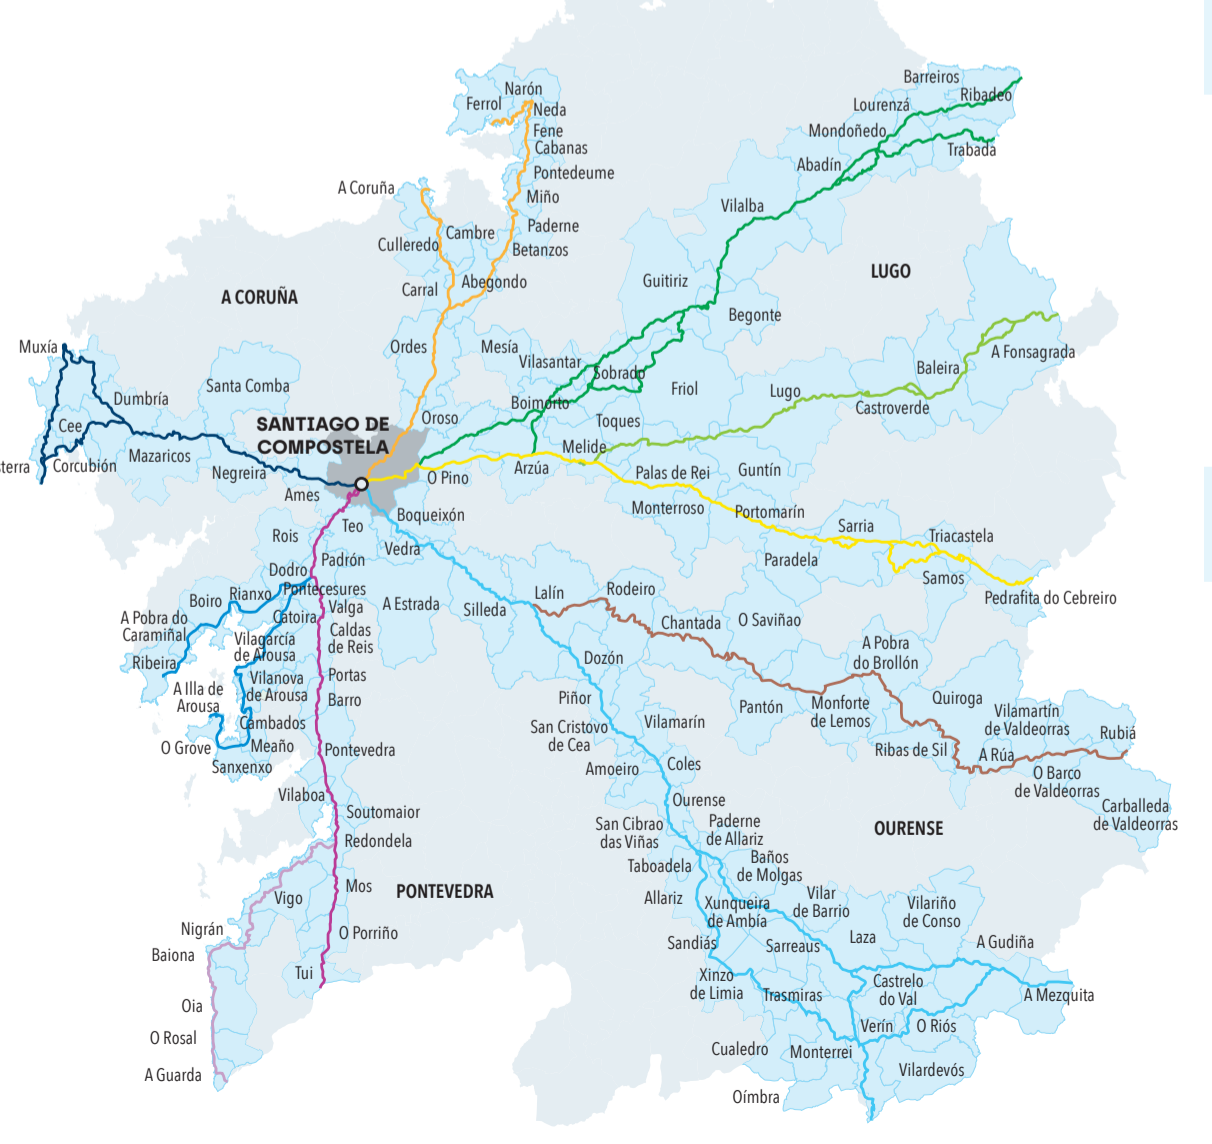 Barreiros
Narón
Ribadeo
Ferrol
Lourenzá
Neda
Fene
Mondoñedo
Cabanas
Trabada
Abadín
Pontedeume
A Coruña
Miño
Vilalba
Paderne
Cambre
Culleredo
Betanzos
LUGO
Guitiriz
Abegondo
Carral
A CORUÑA
Begonte
Muxía
Ordes
Mesía
A Fonsagrada
Vilasantar
Baleira
Sobrado
Santa Comba
Friol
Lugo
Dumbría
Boimorto
Castroverde
Oroso
Toques
SANTIAGO DE
COMPOSTELA
Cee
Melide
Mazaricos
sterra
Corcubión
Arzúa
Guntín
Negreira
Palas de Rei
O Pino
Ames
Monterroso
Portomarín
Boqueixón
Teo
Sarria
Rois
Triacastela
Vedra
Padrón
Paradela
Dodro
Samos
Pontecesures
Rodeiro
Lalín
Rianxo
Pedrafita do Cebreiro
Boiro
A Estrada
Valga
Silleda
A Pobra do
Caramiñal
Catoira
Chantada
O Saviñao
Caldas
de Reis
Vilagarcía
de Arousa
A Pobra
do Brollón
Dozón
Ribeira
Portas
Vilanova
de Arousa
A Illa de
Arousa
Piñor
Quiroga
Barro
Pantón
Monforte
de Lemos
Vilamartín
de Valdeorras
Cambados
San Cristovo
de Cea
Vilamarín
Rubiá
O Grove
Meaño
Pontevedra
Ribas de Sil
A Rúa
Sanxenxo
Coles
Amoeiro
O Barco
de Valdeorras
Vilaboa
Ourense
Carballeda
de Valdeorras
Soutomaior
San Cibrao
das Viñas
Paderne
de Allariz
OURENSE
Redondela
Baños
de Molgas
Taboadela
Mos
PONTEVEDRA
Vigo
Allariz
Vilar
de Barrio
Xunqueira
de Ambía
Vilariño
de Conso
Nigrán
O Porriño
Laza
A Gudiña
Sandiás
Sarreaus
Baiona
Tui
Xinzo
de Limia
Castrelo
do Val
Trasmiras
A Mezquita
Oia
Verín
O Riós
O Rosal
Cualedro
Monterrei
Vilardevós
A Guarda
Oímbra